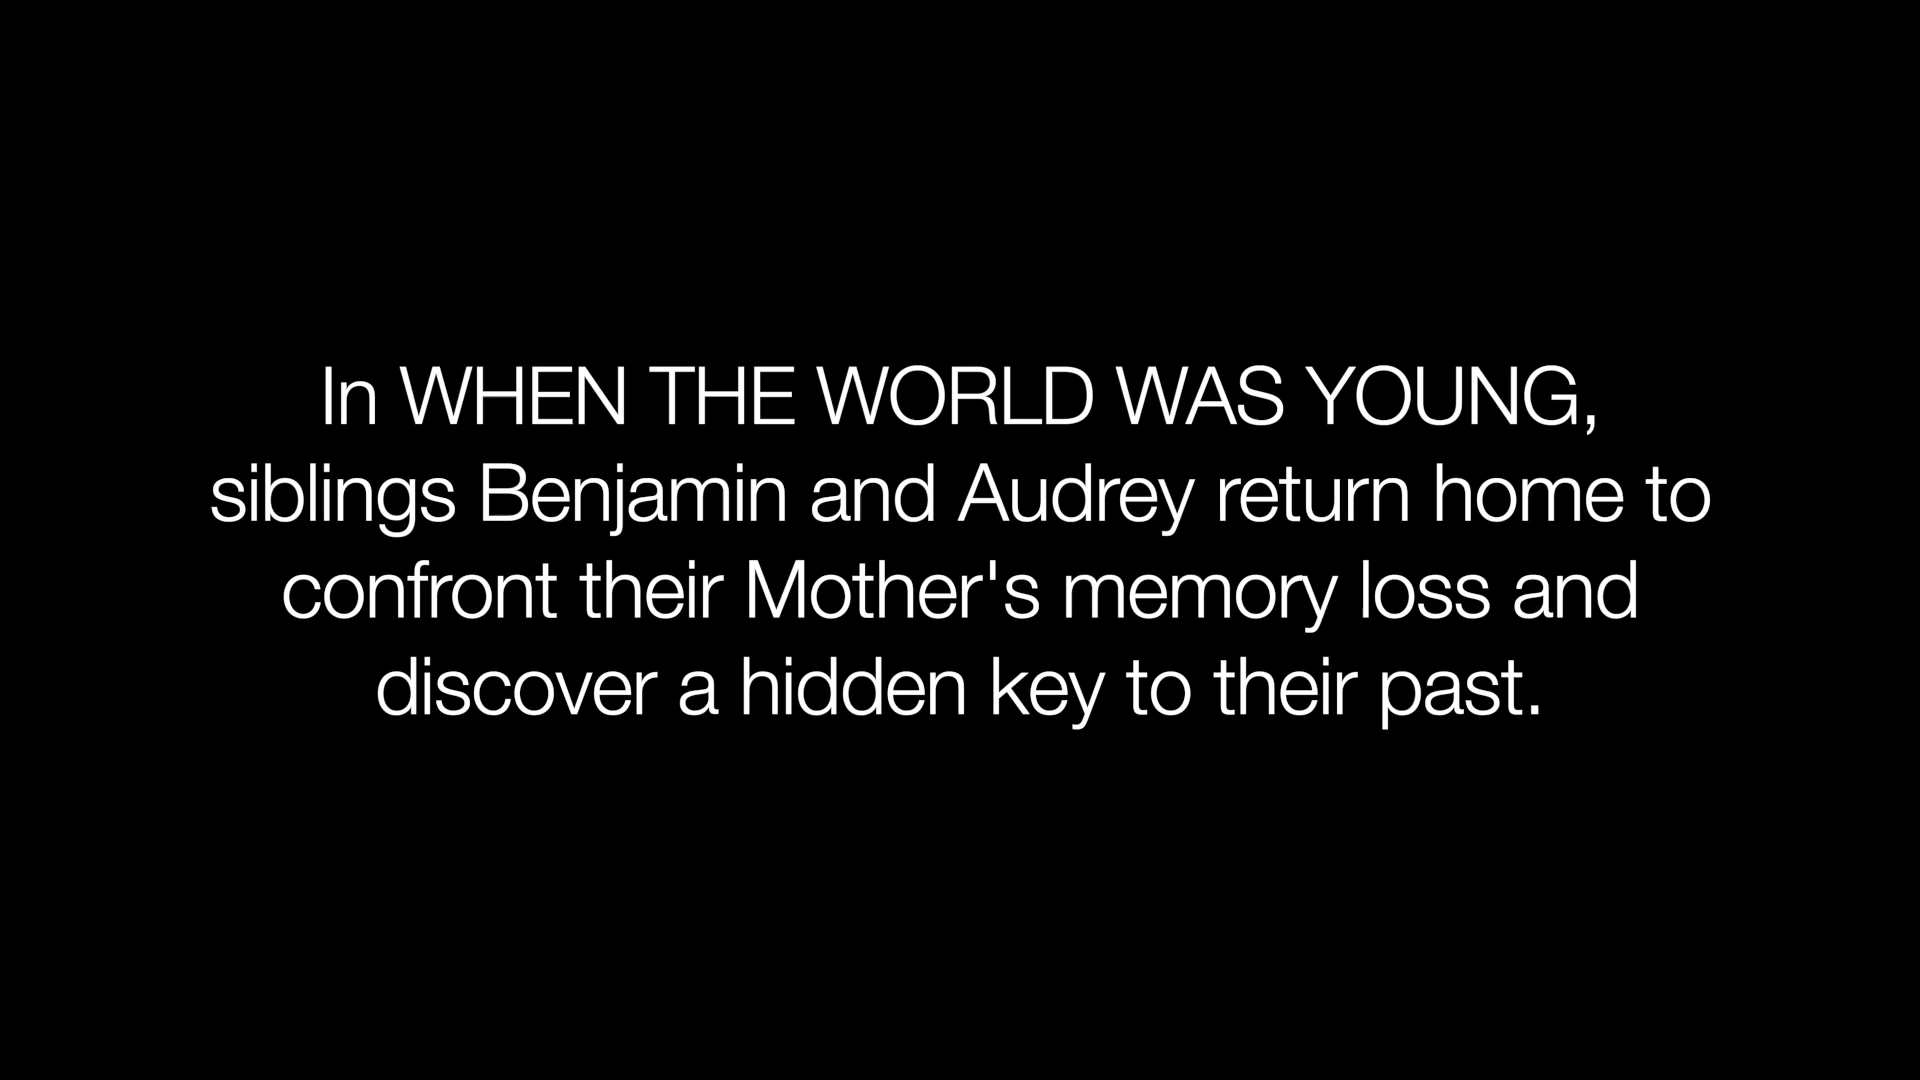 In WHEN THE WORLD WAS YOUNG,
siblings Benjamin and Audrey return home to
confront their Mother's memory loss and
discover a hidden key to their past.